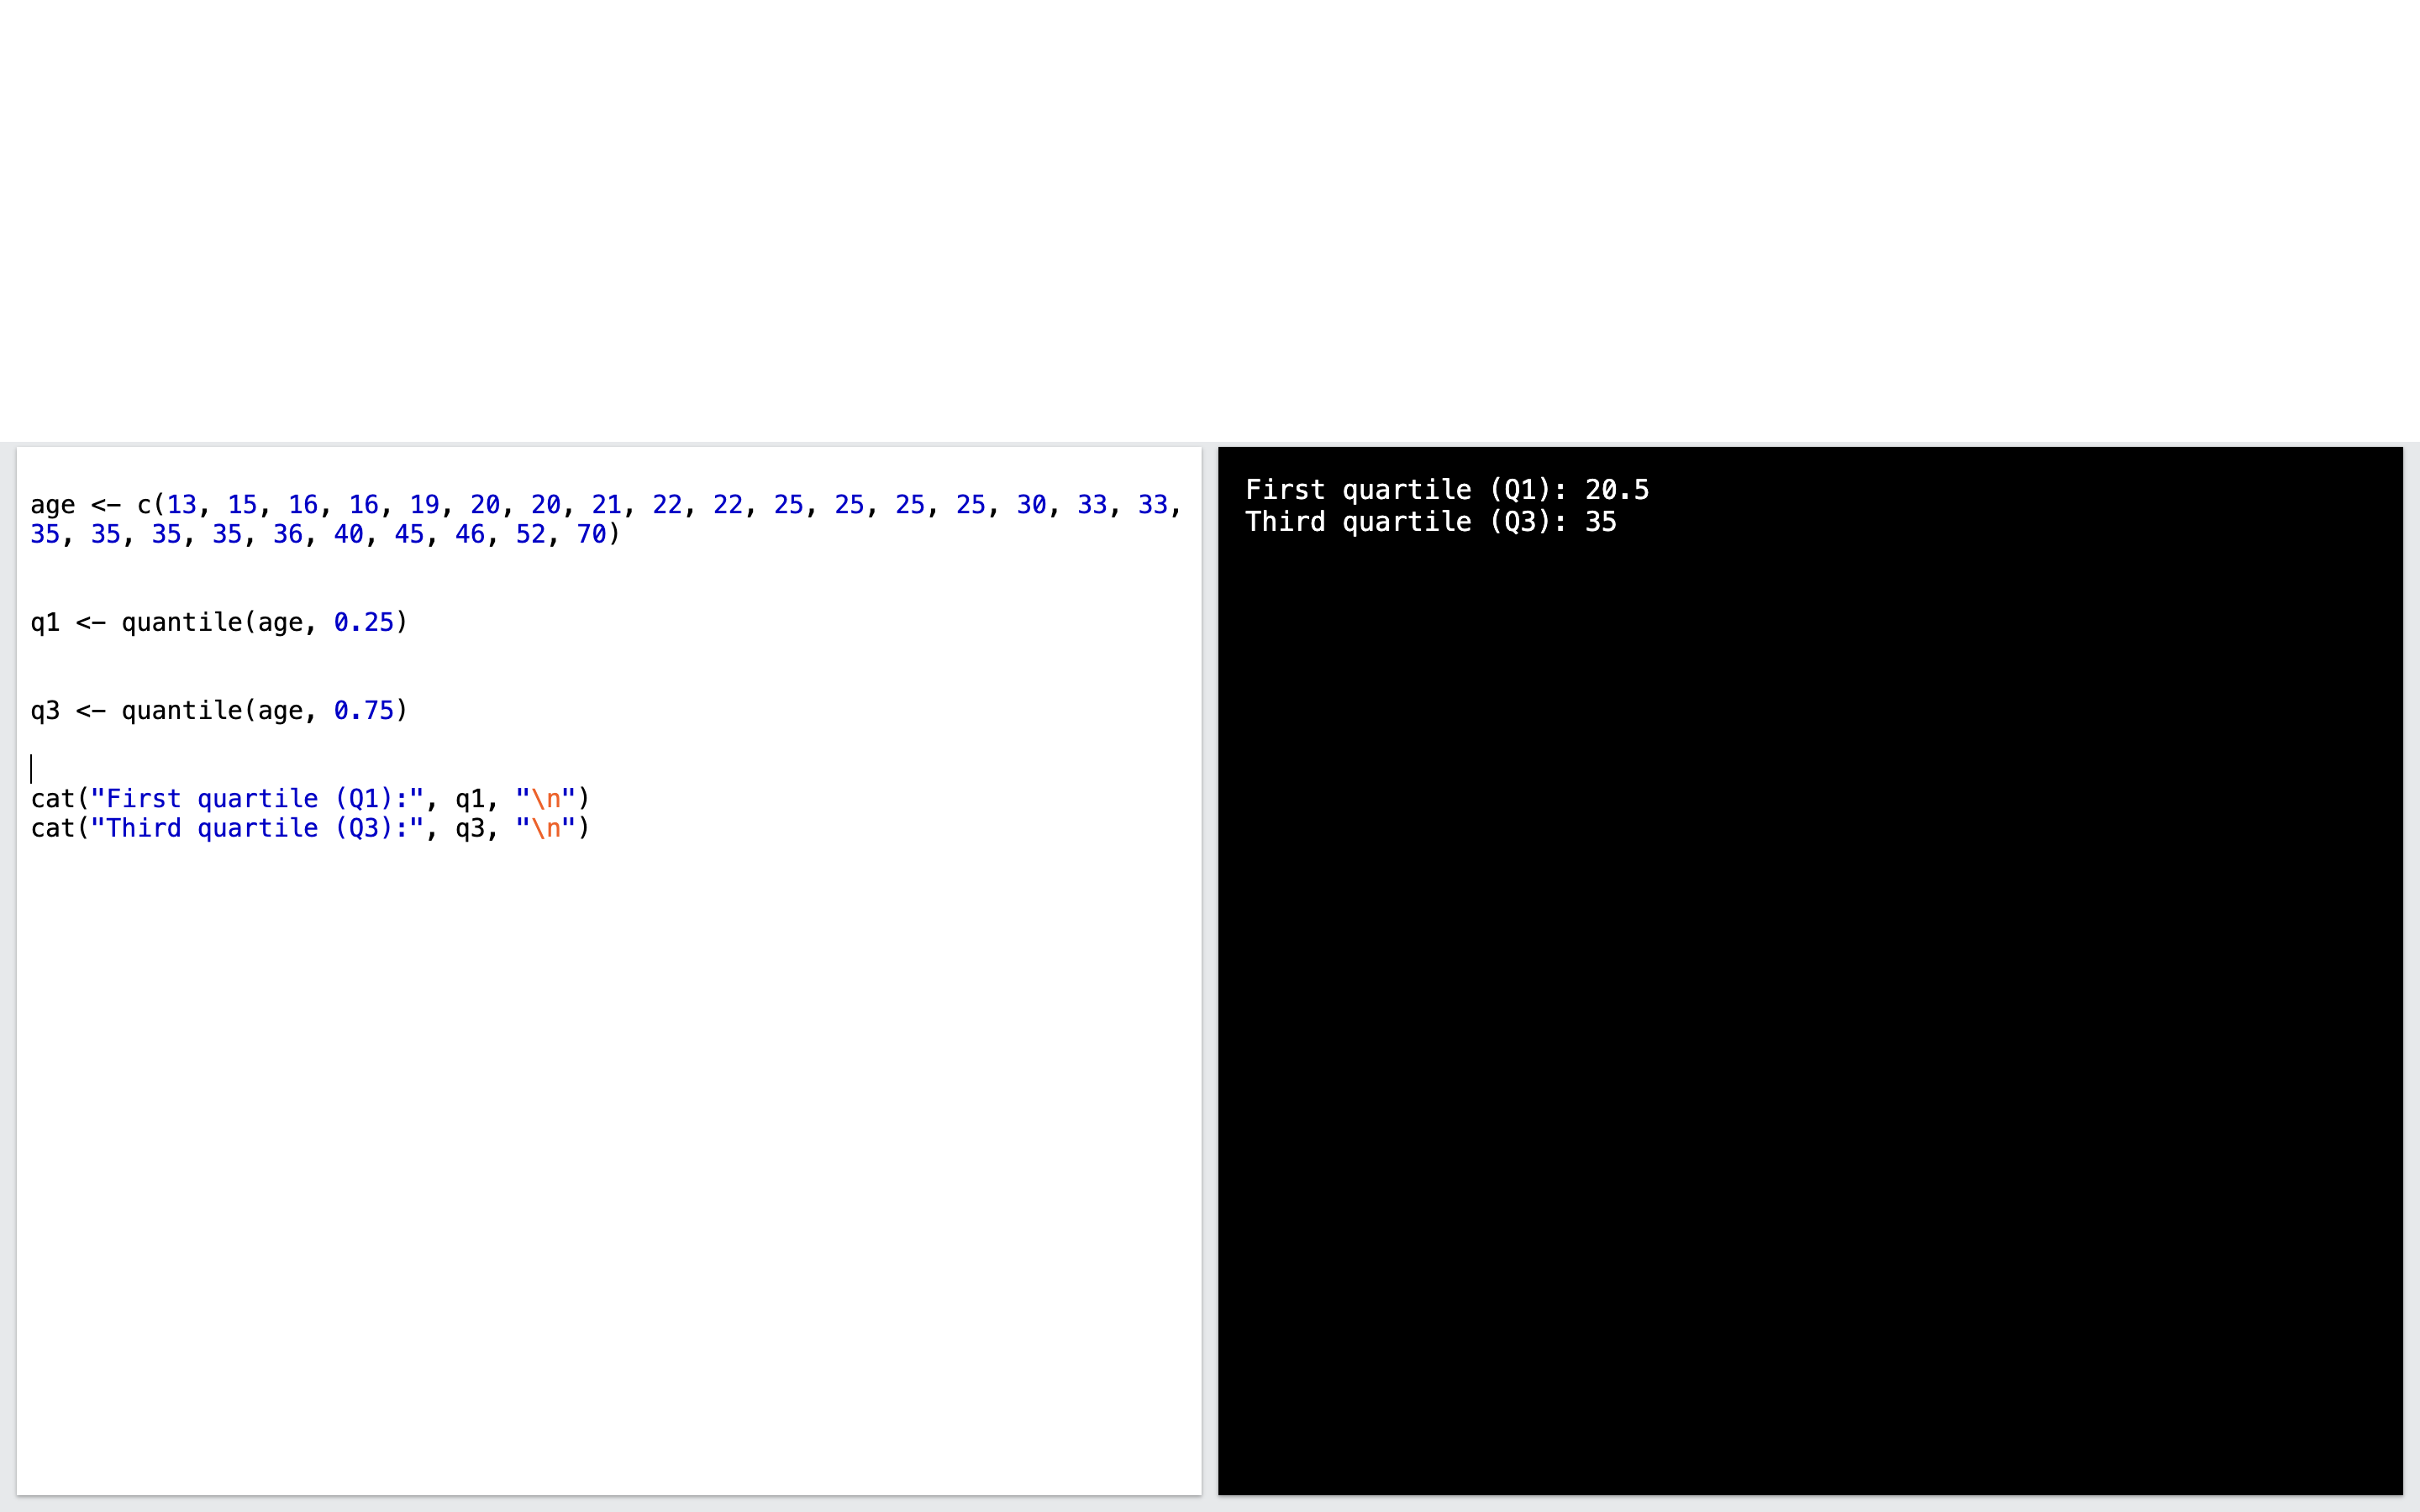 age <- c(13, 15, 16, 16, 19, 20, 20, 21, 22, 22, 25, 25, 25, 25, 30, 33, 33,
35, 35, 35, 35, 36, 40, 45, 46, 52, 70)
q1 <- quantile(age, 0.25)
q3 <- quantile(age, 0.75)
cat("First quartile (Q1):", q1, "\n")
cat("Third quartile (Q3):", q3, "\n")
First quartile (Q1): 20.5
Third quartile (Q3): 35